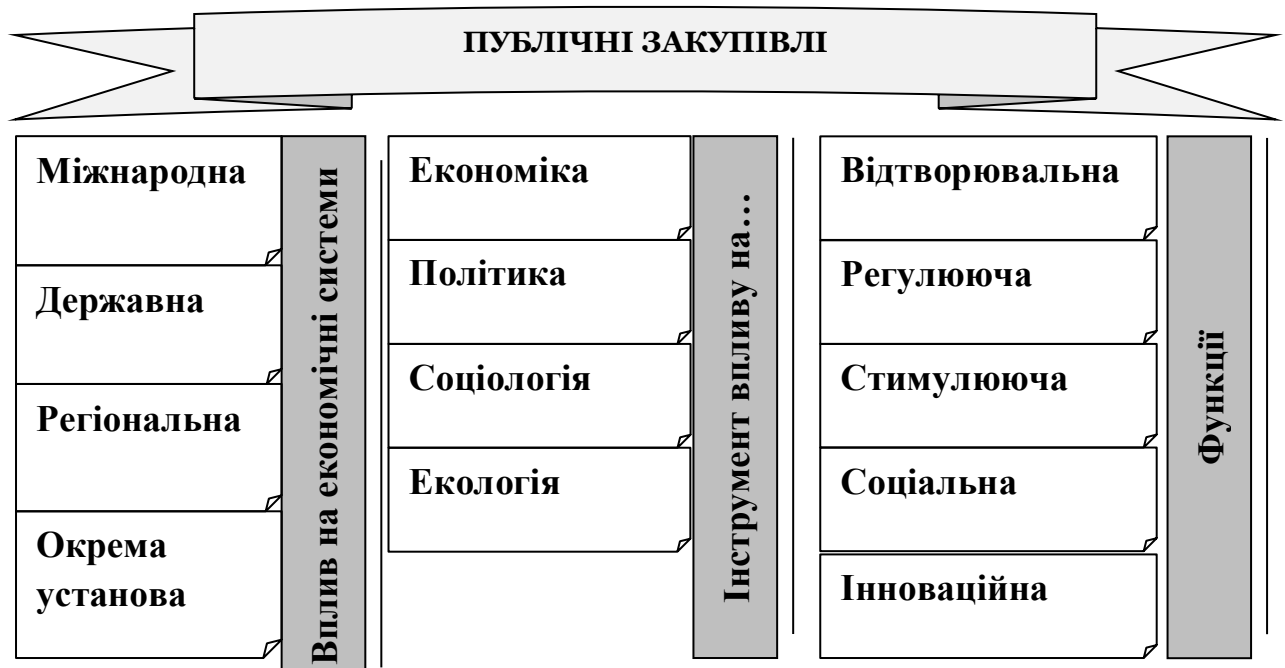 ПУБЛІЧНІ ЗАКУПІВЛІ
Міжнародна
Державна
Регіональна
Окрема
установа
Вплив на економічні системи
Економіка
Політика
Соціологія
Екологія
Інструмент впливу на…
Відтворювальна
Регулююча
Стимулююча
Соціальна
Інноваційна
Функції